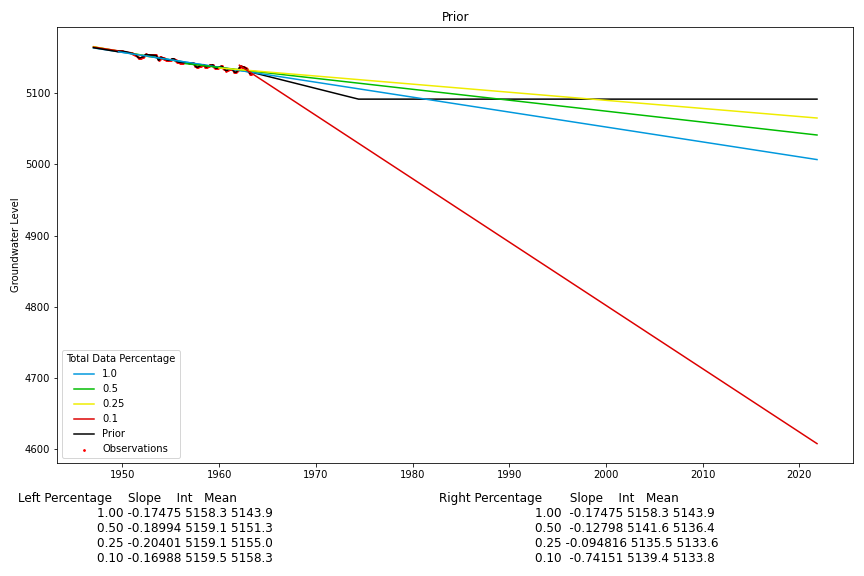 Prior
Groundwater Level
5100
5000
4900
4800
4700
4600
Total Data Percentage
1.0
0.5
0.25
0.1
Prior
Observations
1950 1960 1970 1980 1990 2000 2010 2020
Left Percentage Slope Int Mean
1.00 -0.17475 5158.3 5143.9
0.50 -0.18994 5159.1 5151.3
0.25 -0.20401 5159.1 5155.0
0.10 -0.16988 5159.5 5158.3
Right Percentage Slope Int Mean
1.00 -0.17475 5158.3 5143.9
0.50 -0.12798 5141.6 5136.4
0.25 -0.094816 5135.5 5133.6
0.10 -0.74151 5139.4 5133.8